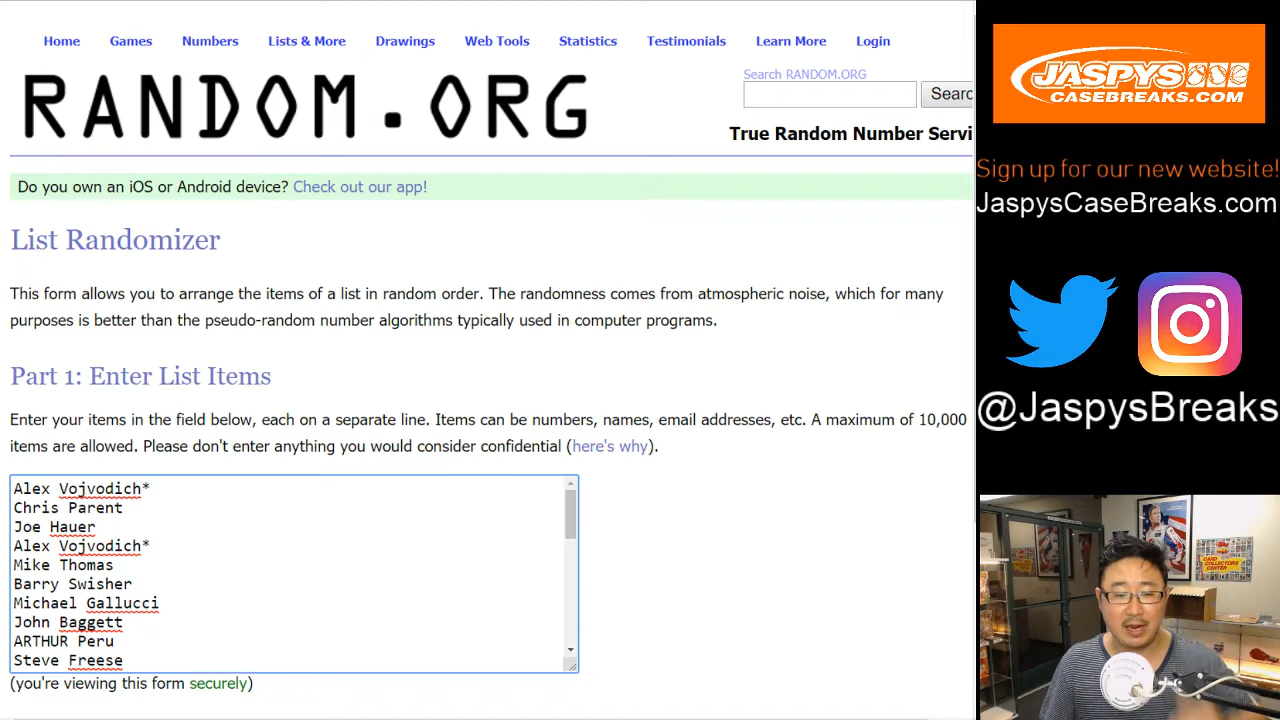 Home Games Numbers Lists & More Drawings Web Tools Statistics Testimonials Learn More Login
RANDOM.ORG
Search RANDOM.ORG
Searc
True Random Number Servi
Do you own an iOS or Android device? Check out our app!
List Randomizer
This form allows you to arrange the items of a list in random order. The randomness comes from atmospheric noise, which for many
purposes is better than the pseudo-random number algorithms typically used in computer programs.
Part 1: Enter List Items
Enter your items in the field below, each on a separate line. Items can be numbers, names, email addresses, etc. A maximum of 10,000
items are allowed. Please don't enter anything you would consider confidential (here's why).
Alex Vojvodich*
Chris Parent
Joe Hauer
Alex Vojvodich*
Mike Thomas
Barry Swisher
Michael Gallucci
John Baggett
ARTHUR Peru
Steve Freese
(you're viewing this form securely)
JASPYS
CASEBREAKS.COM
Sign up for our new website!
JaspysCaseBreaks.com
@JaspysBreaks
CARD
COLLECTORS
CENTER